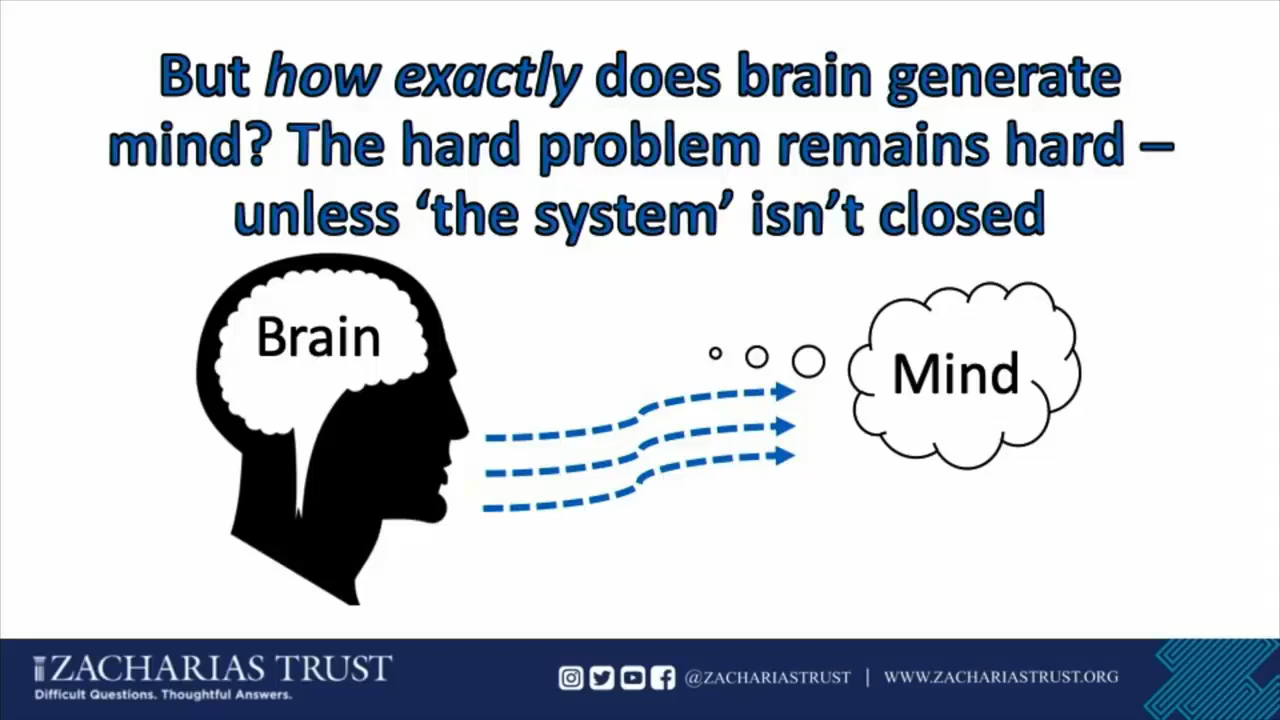 But how exactly does brain generate
mind? The hard problem remains hard –
unless ‘the system’ isn’t closed
Brain
Mind
ZACHARIAS TRUST
Difficult Questions. Thoughtful Answers.
@ZACHARIASTRUST | WWW.ZACHARIASTRUST.ORG